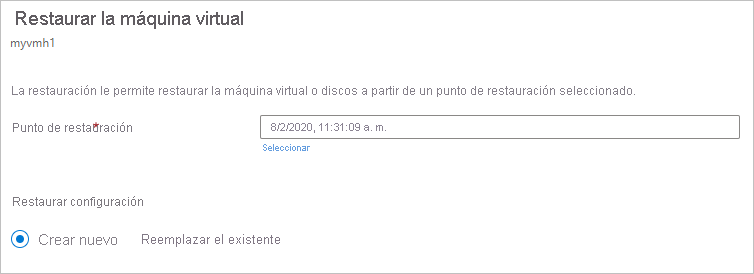 Restaurar la máquina virtual
myvmh1
La restauración le permite restaurar la máquina virtual o discos a partir de un punto de restauración seleccionado.
Punto de restauración * 8/2/2020, 11:31:09 a. m.
Seleccionar
Restaurar configuración
Crear nuevo Reemplazar el existente